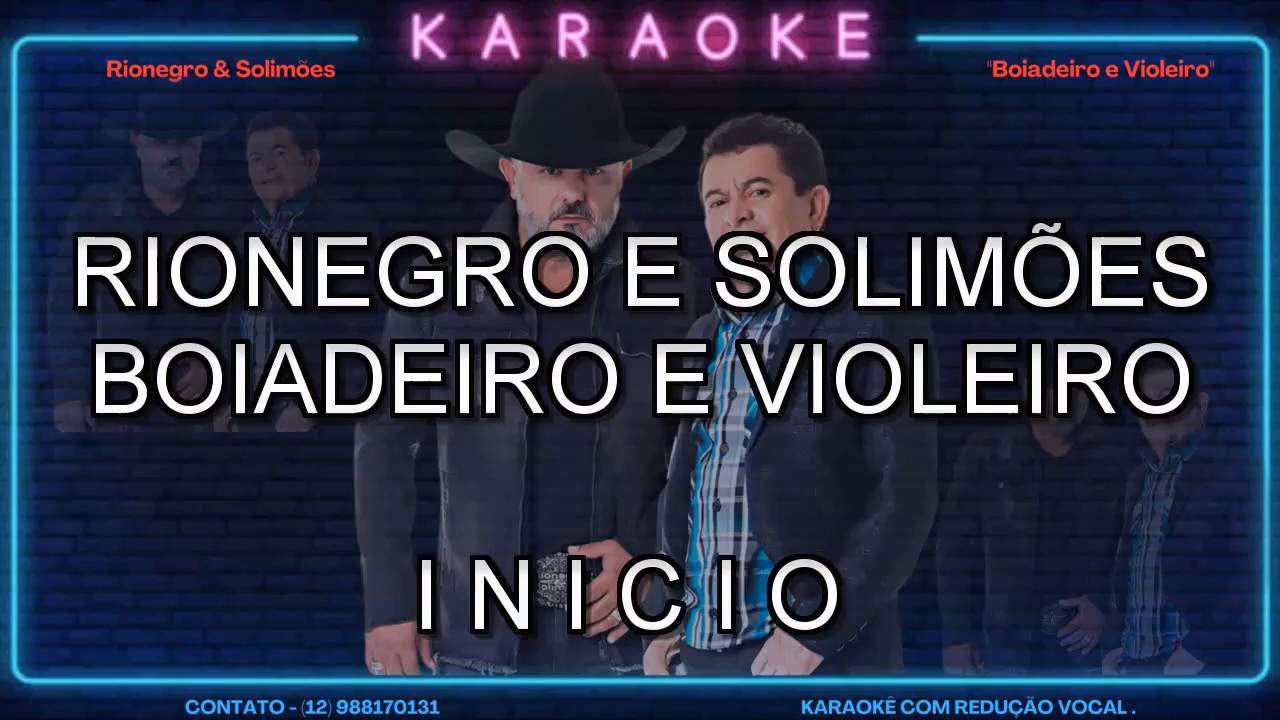 KARAOKE
Rionegro & Solimões
"Boiadeiro e Violeiro"
RIONEGRO E SOLIMÕES
BOIADEIRO E VIOLEIRO
I N I C I O
CONTATO - (12) 988170131
KARAOKÊ COM REDUÇÃO VOCAL .